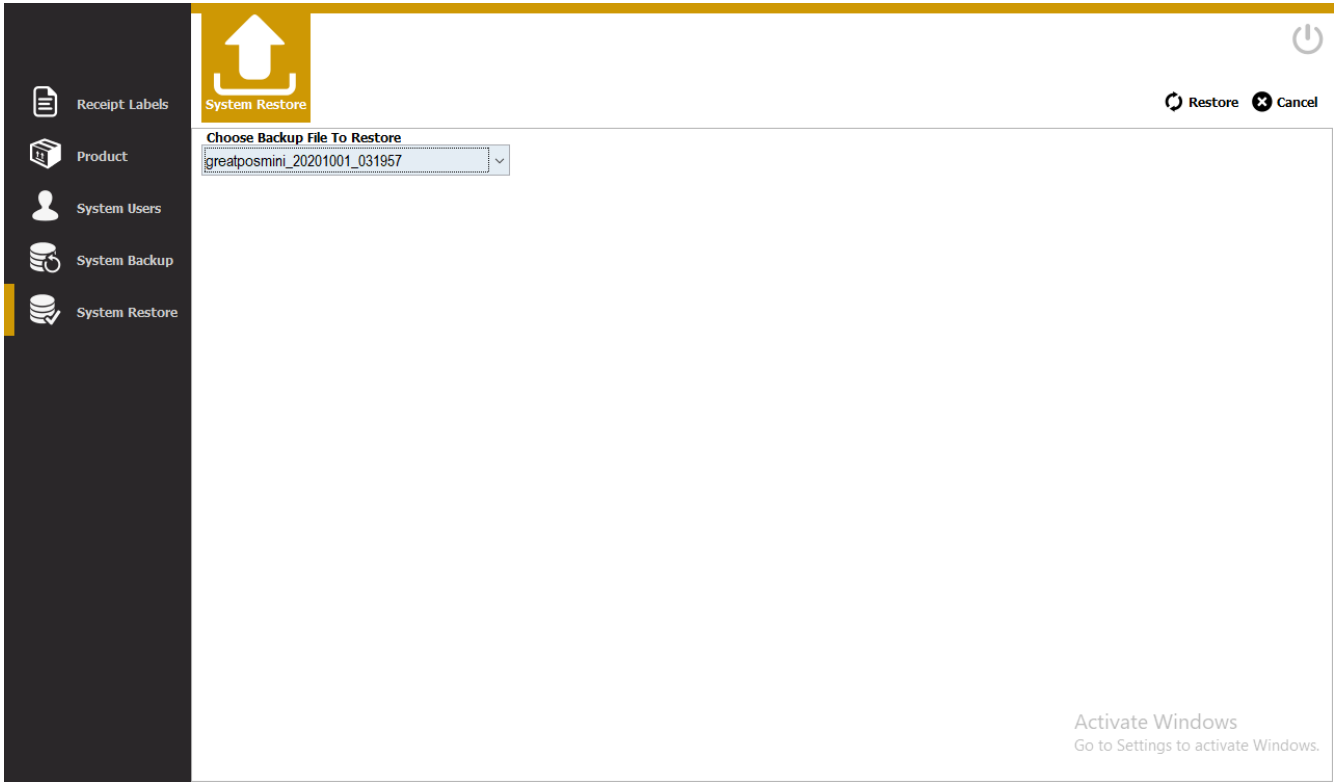 Receipt Labels
Product
System Users
System Backup
System Restore
System Restore
Restore
Cancel
Choose Backup File To Restore
greatposmini_20201001_031957
Activate Windows
Go to Settings to activate Windows.